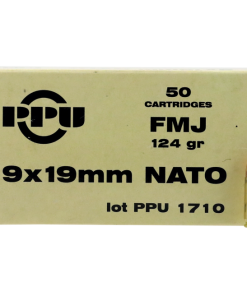 PPU
50
CARTRIDGES
FMJ
124 gr
9x19mm NATO
lot PPU 1710